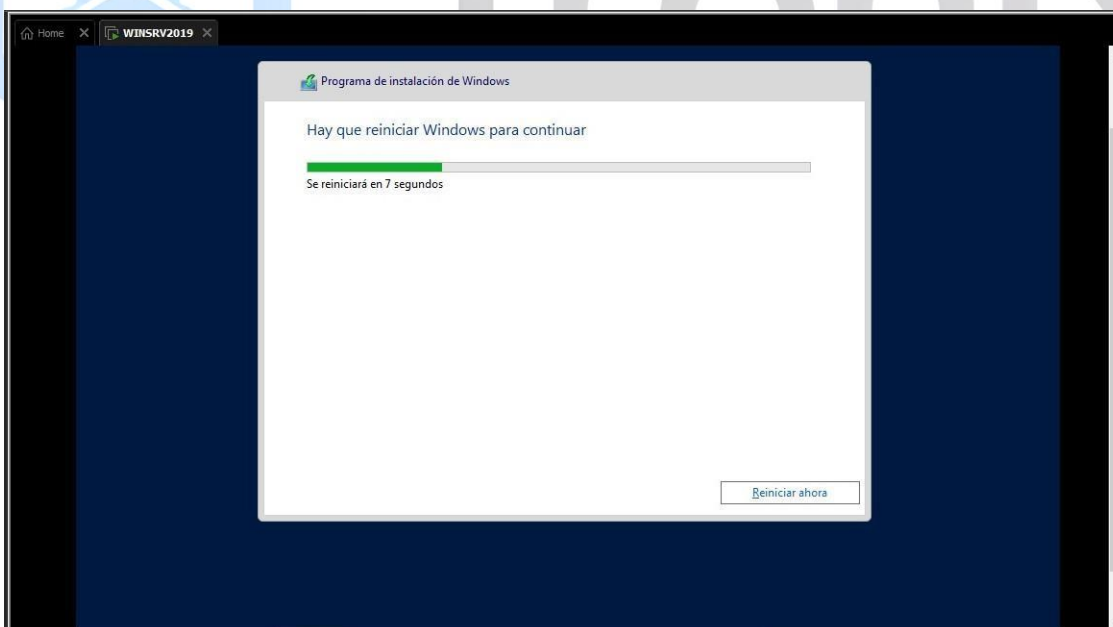 Home
WINSRV2019
Programa de instalación de Windows
Hay que reiniciar Windows para continuar
Se reiniciará en 7 segundos
Reiniciar ahora